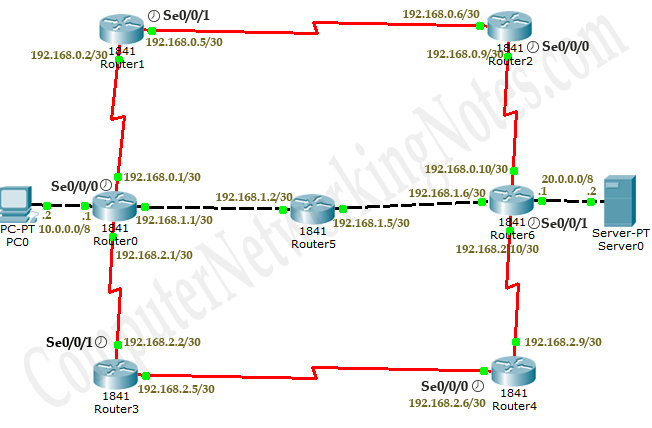 Se0/0/1
192.168.0.6/30
192.168.0.2/30
1841
Router1
192.168.0.5/30
192.168.0.9/30
1841
Router2
Se0/0/0
Se0/0/0
192.168.0.1/30
192.168.0.10/30
20.0.0.0/8
PC-PT
PC0
.2
.1
10.0.0.0/8
1841
Router0
192.168.1.1/30
192.168.1.2/30
1841
Router5
192.168.1.5/30
192.168.1.6/30
1841
Router6
.1
.2
Server-PT
Server0
Se0/0/1
192.168.2.1/30
192.168.2.10/30
Se0/0/1
192.168.2.2/30
192.168.2.9/30
1841
Router3
192.168.2.5/30
Se0/0/0
192.168.2.6/30
1841
Router4
ComputerNetworkingNotes.com